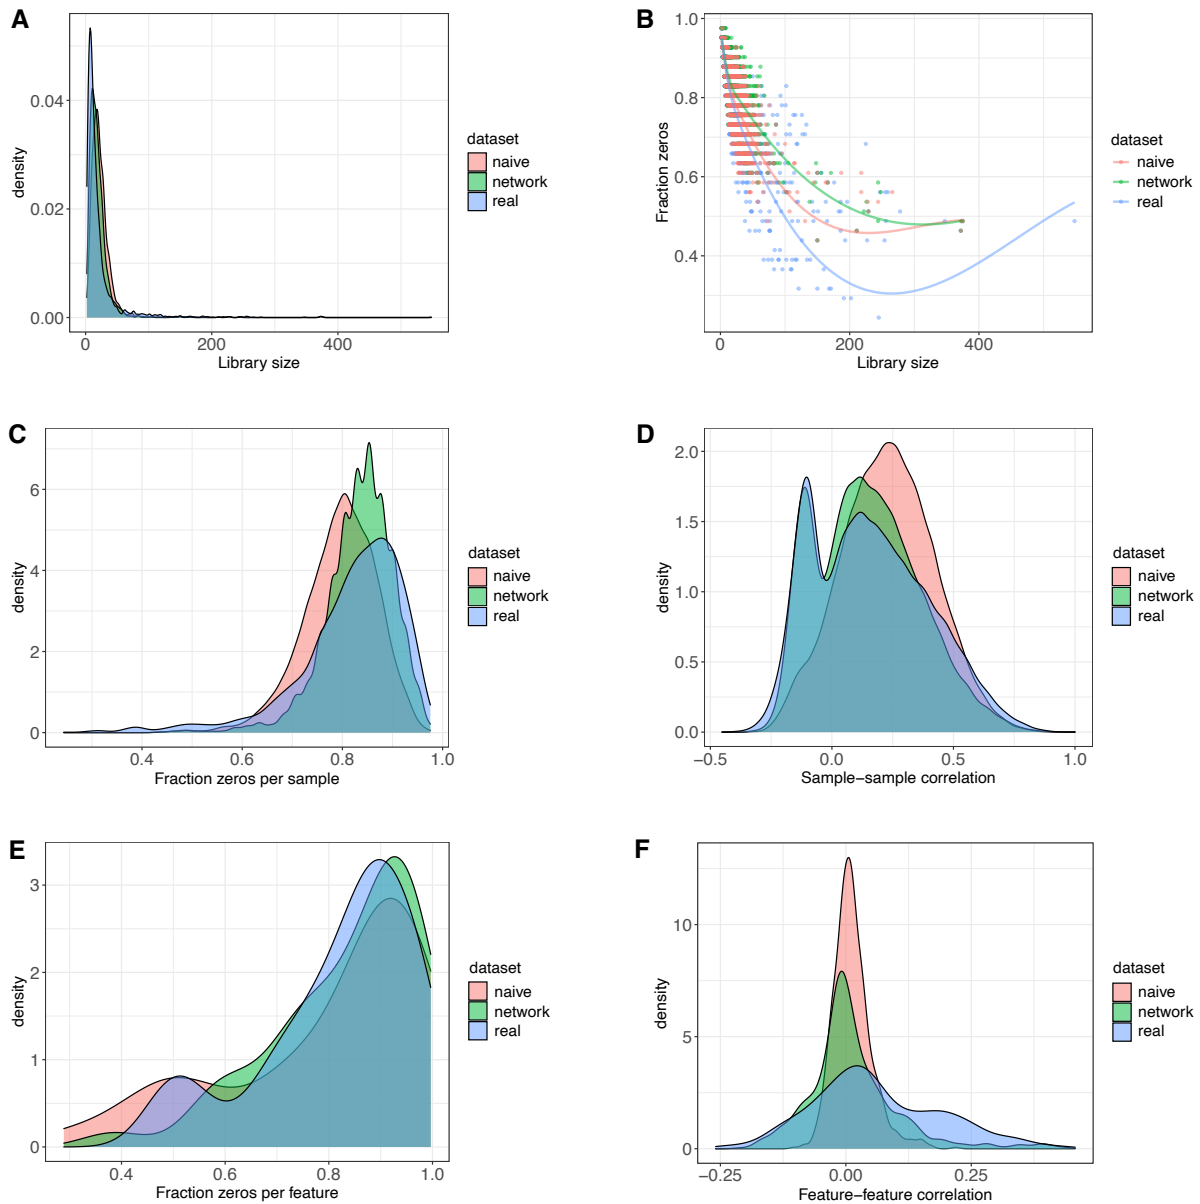 A
density
0.04
0.02
0.00
0
200
400
Library size
dataset
naive
network
real
B
Fraction zeros
1.0
0.8
0.6
0.4
0
200
400
Library size
dataset
naive
network
real
C
density
6
4
2
0
0.4
0.6
0.8
1.0
Fraction zeros per sample
dataset
naive
network
real
D
density
2.0
1.5
1.0
0.5
0.0
−0.5
0.0
0.5
1.0
Sample−sample correlation
dataset
naive
network
real
E
density
3
2
1
0
0.4
0.6
0.8
1.0
Fraction zeros per feature
dataset
naive
network
real
F
density
10
5
0
−0.25
0.00
0.25
Feature−feature correlation
dataset
naive
network
real